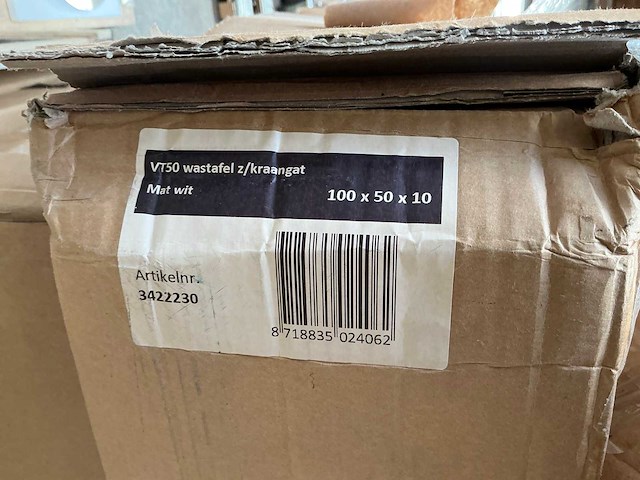 VT50 wastafel z/kraangat
Mat wit
100 x 50 x 10
Artikelnr.
3422230
8 718835 024062